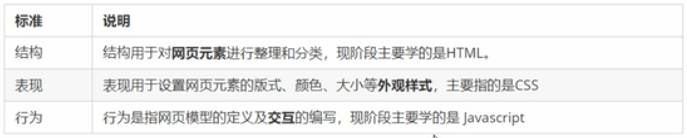 标准 说明
结构 结构用于对网页元素进行整理和分类，现阶段主要学的是HTML。
表现 表现用于设置网页元素的版式、颜色、大小等外观样式，主要指的是CSS
行为 行为是指网页模型的定义及交互的编写，现阶段主要学的是 Javascript